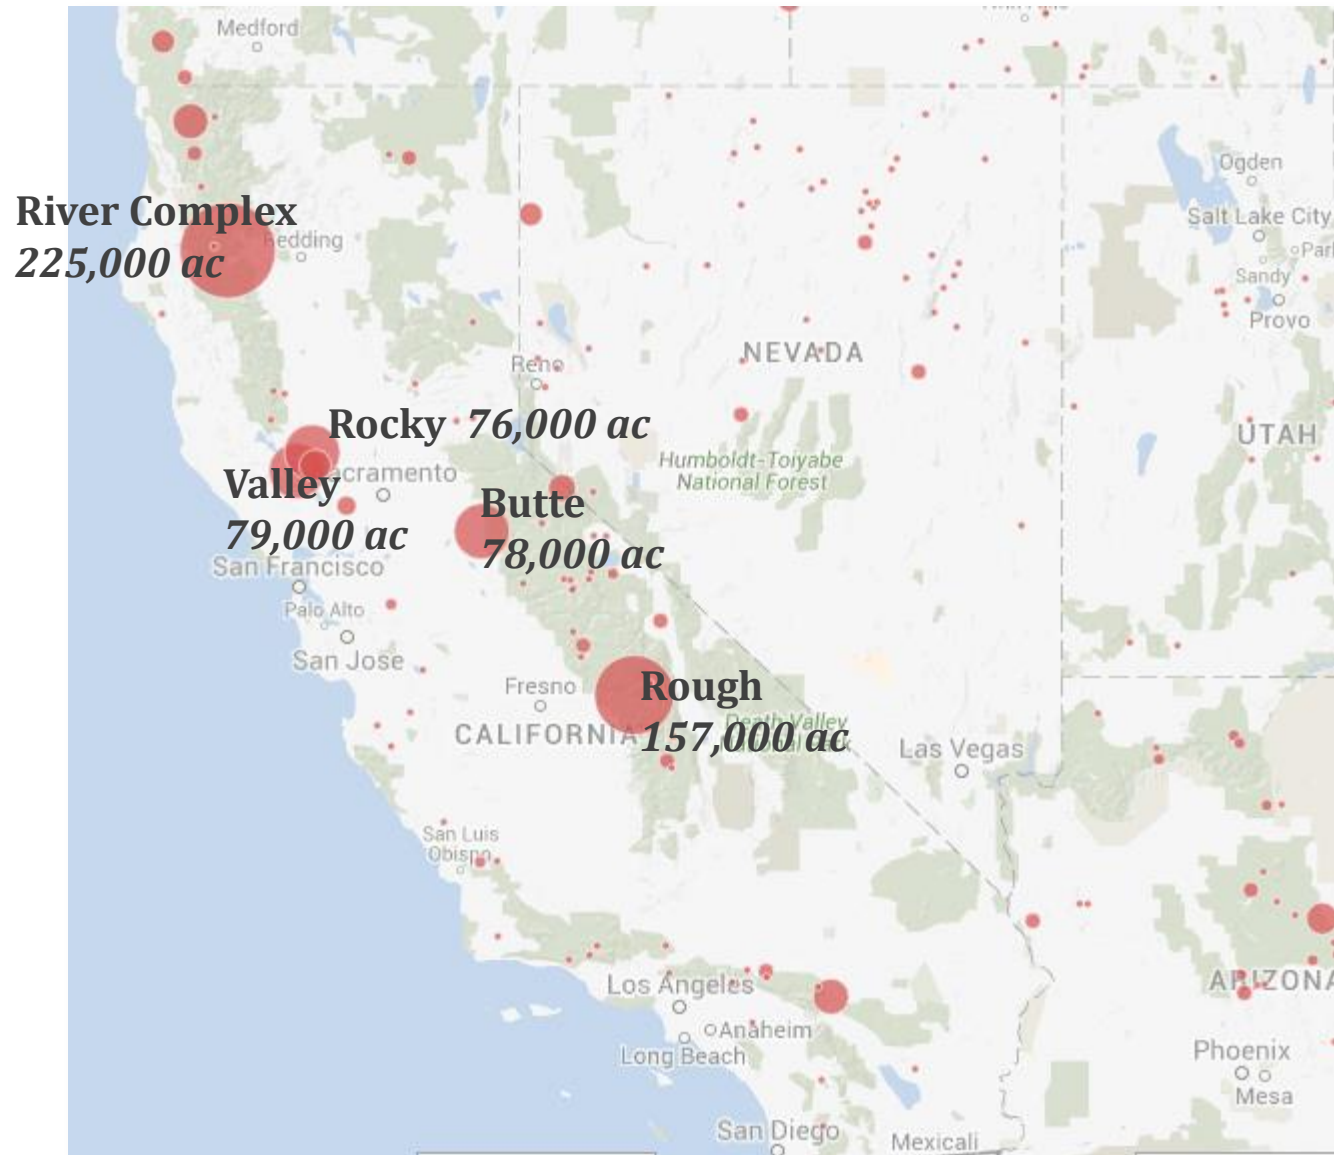 Medford
Ogden
Salt Lake City
River Complex
225,000 ac
Redding
Sandy
Provo
NEVADA
Reno
Rocky 76,000 ac
UTAH
Humboldt-Toiyabe
National Forest
Valley
79,000 ac
Sacramento
Butte
78,000 ac
San Francisco
Palo Alto
San Jose
Fresno
Rough
157,000 ac
CALIFORNIA
Death Valley
Las Vegas
San Luis
Obispo
Los Angeles
ARIZONA
Anaheim
Long Beach
Phoenix
Mesa
San Diego
Mexicali